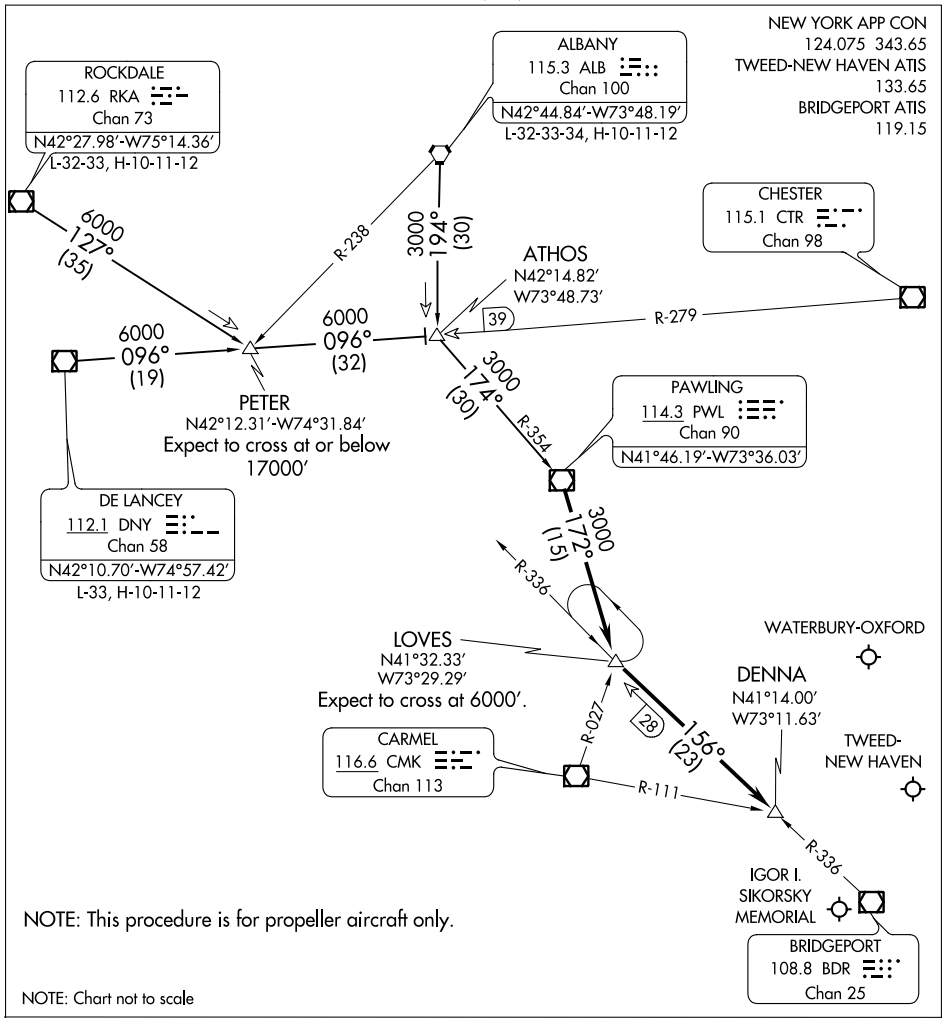 NEW YORK APP CON
124.075 343.65
TWEED-NEW HAVEN ATIS
133.65
BRIDGEPORT ATIS
119.15
ALBANY
115.3 ALB
Chan 100
N42°44.84'-W73°48.19'
L-32-33-34, H-10-11-12
ROCKDALE
112.6 RKA
Chan 73
N42°27.98'-W75°14.36'
L-32-33, H-10-11-12
CHESTER
115.1 CTR
Chan 98
6000
127°
(35)
R-238
3000
194°
(30)
ATHOS
N42°14.82'
W73°48.73'
39
R-279
6000
096°
(19)
6000
096°
(32)
PETER
N42°12.31'-W74°31.84'
Expect to cross at or below
17000'
3000
174°
(30)
R-354
PAWLING
114.3 PWL
Chan 90
N41°46.19'-W73°36.03'
DE LANCEY
112.1 DNY
Chan 58
N42°10.70'-W74°57.42'
L-33, H-10-11-12
3000
172°
(15)
R-336
LOVES
N41°32.33'
W73°29.29'
Expect to cross at 6000'.
WATERBURY-OXFORD
DENNA
N41°14.00'
W73°11.63'
R-027
28
156°
(23)
CARMEL
116.6 CMK
Chan 113
R-111
TWEED-
NEW HAVEN
R-336
IGOR I.
SIKORSKY
MEMORIAL
BRIDGEPORT
108.8 BDR
Chan 25
NOTE: This procedure is for propeller aircraft only.
NOTE: Chart not to scale